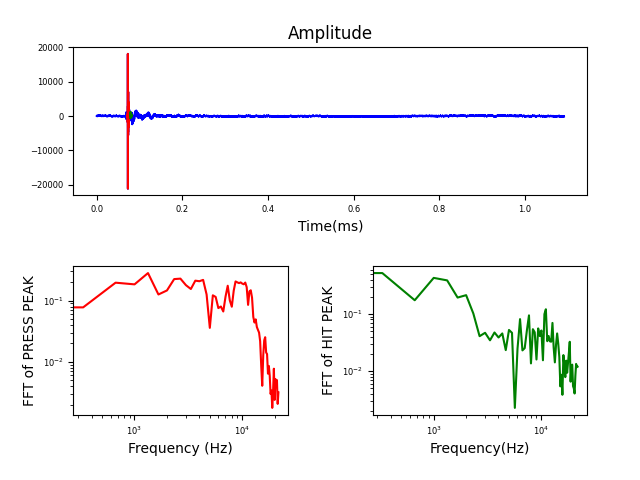 Amplitude
20000
10000
0
−10000
−20000
0.0 0.2 0.4 0.6 0.8 1.0
Time(ms)
FFT of PRESS PEAK
10⁻¹
10⁻²
10³ 10⁴
Frequency (Hz)
FFT of HIT PEAK
10⁻¹
10⁻²
10³ 10⁴
Frequency(Hz)